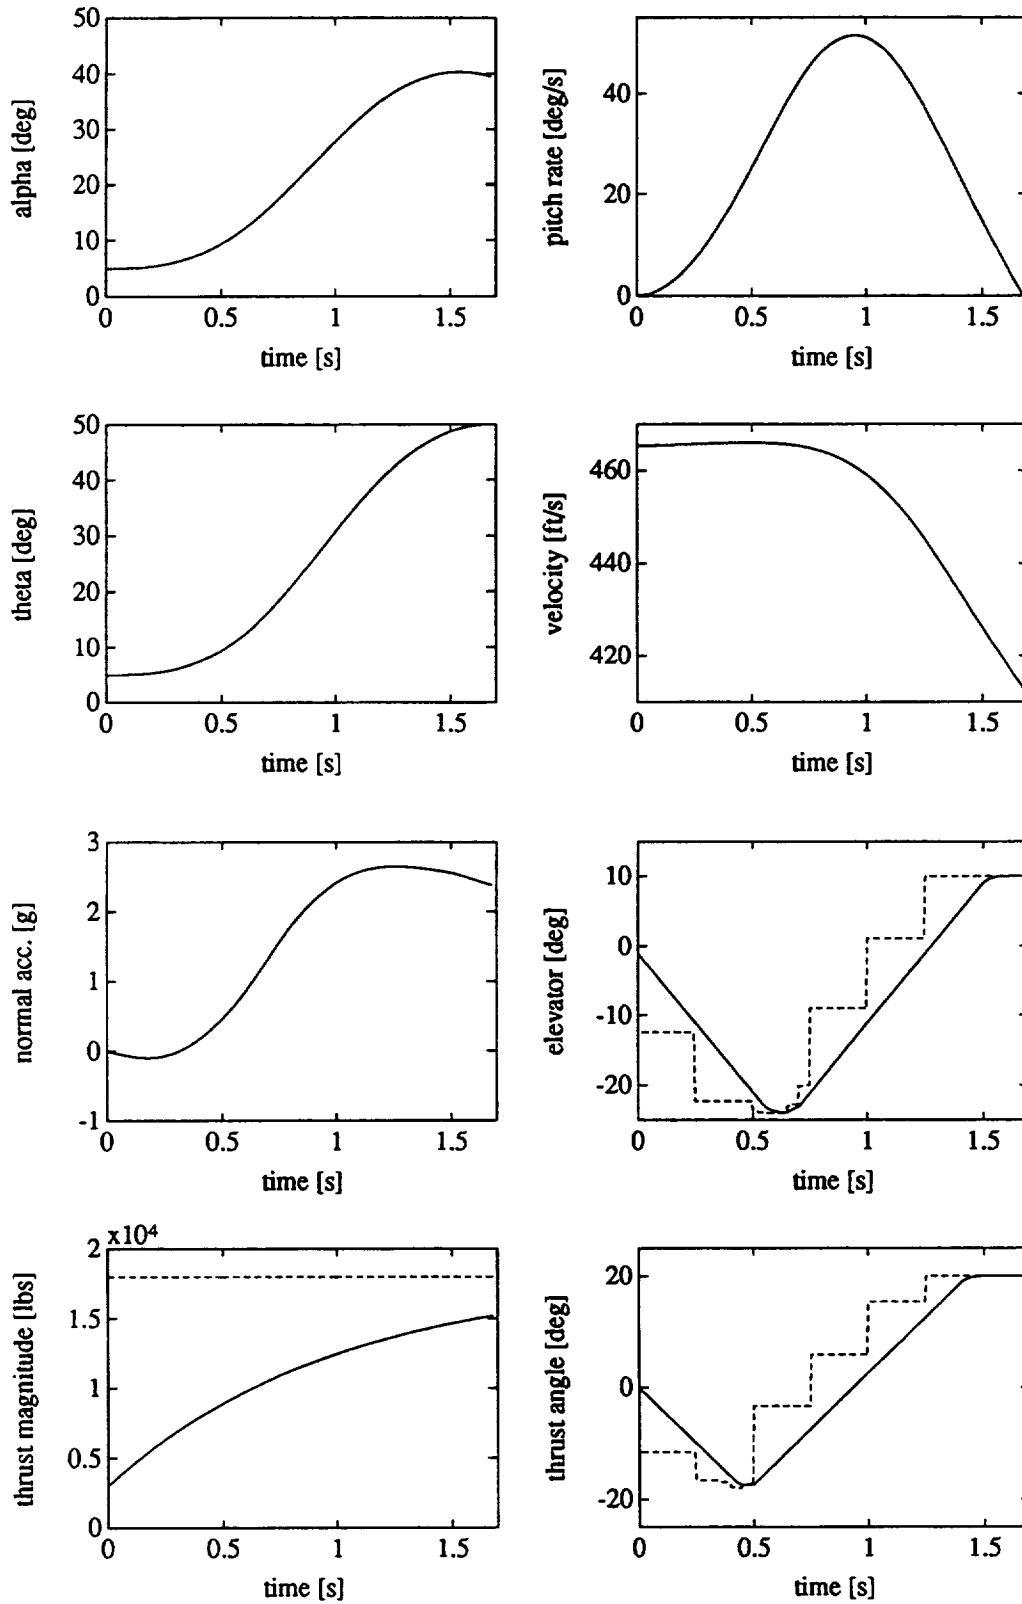 50
40
30
20
10
0
alpha [deg]
0 0.5 1 1.5
time [s]
40
20
0
pitch rate [deg/s]
0 0.5 1 1.5
time [s]
50
40
30
20
10
0
theta [deg]
0 0.5 1 1.5
time [s]
460
440
420
velocity [ft/s]
0 0.5 1 1.5
time [s]
3
2
1
0
-1
normal acc. [g]
0 0.5 1 1.5
time [s]
10
0
-10
-20
elevator [deg]
0 0.5 1 1.5
time [s]
x10⁴
2
1.5
1
0.5
0
thrust magnitude [lbs]
0 0.5 1 1.5
time [s]
20
0
-20
thrust angle [deg]
0 0.5 1 1.5
time [s]